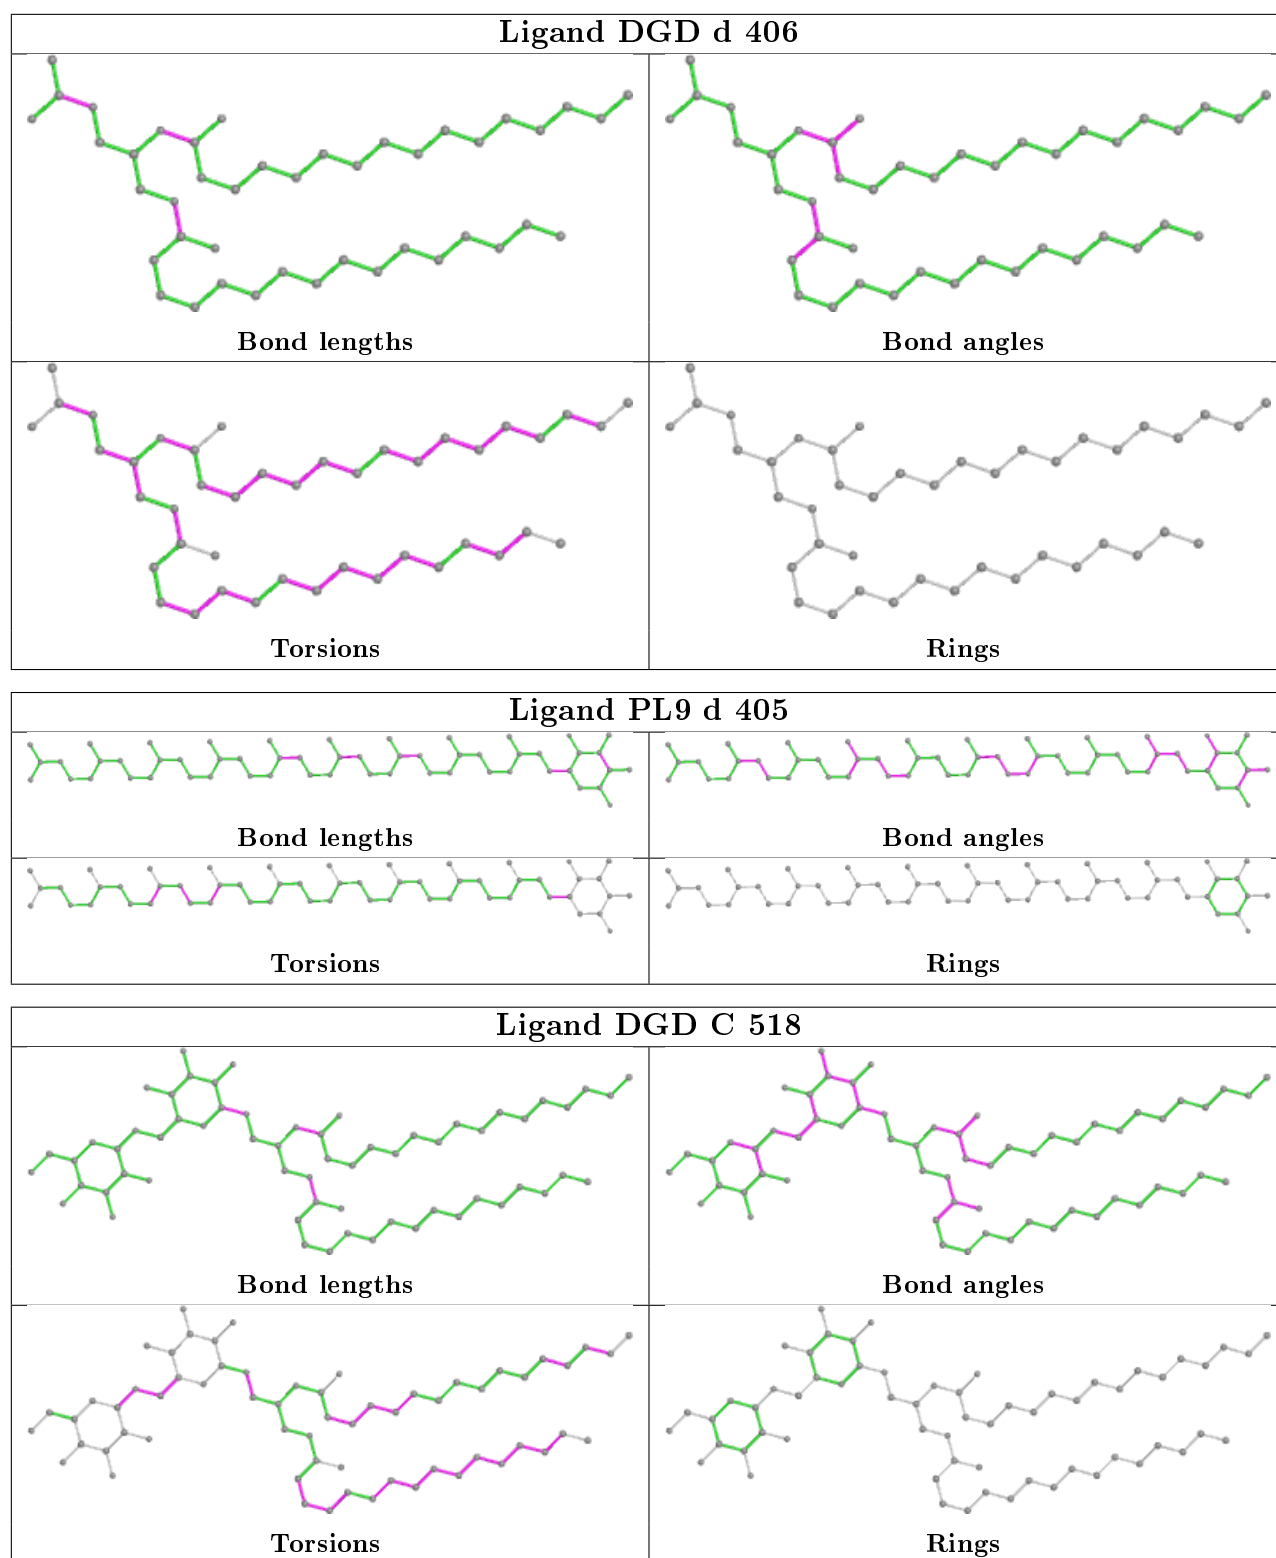 Ligand DGD d 406
Bond lengths
Bond angles
Torsions
Rings
Ligand PL9 d 405
Bond lengths
Bond angles
Torsions
Rings
Ligand DGD C 518
Bond lengths
Bond angles
Torsions
Rings